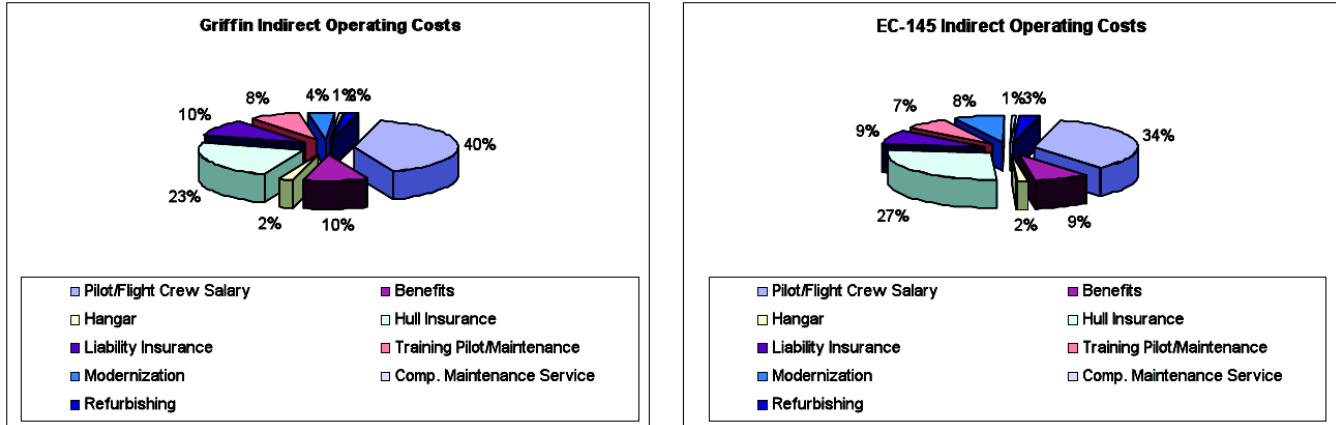 Griffin Indirect Operating Costs
8% 4% 1% 2%
10%
40%
23%
2% 10%
Pilot/Flight Crew Salary Benefits
Hangar Hull Insurance
Liability Insurance Training Pilot/Maintenance
Modernization Comp. Maintenance Service
Refurbishing
EC-145 Indirect Operating Costs
7% 8% 1% 3%
9%
34%
27%
2% 9%
Pilot/Flight Crew Salary Benefits
Hangar Hull Insurance
Liability Insurance Training Pilot/Maintenance
Modernization Comp. Maintenance Service
Refurbishing